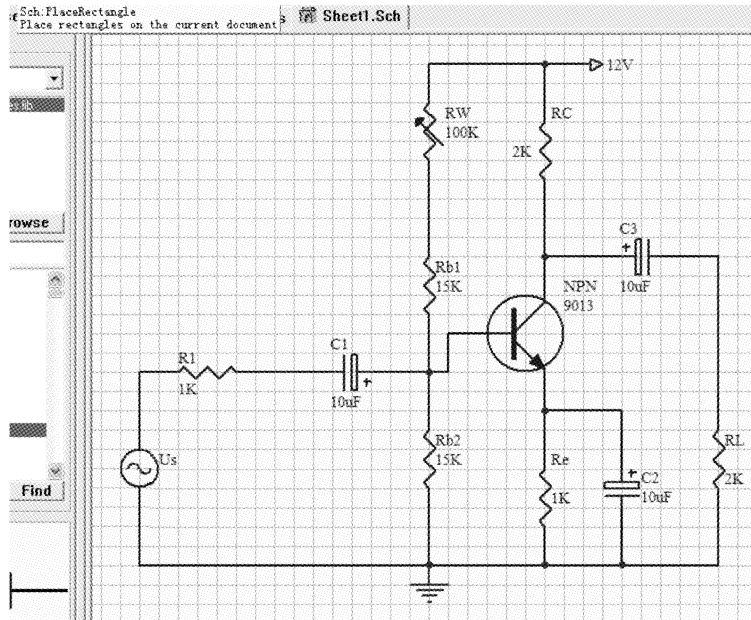 Sch:PlaceRectangle
Place rectangles on the current document
Sheet1.Sch
12V
RW
100K
RC
2K
rowse
C3
+
10uF
Rb1
15K
NPN
9013
C1
+
10uF
R1
1K
Us
Rb2
15K
Re
1K
+
C2
10uF
RL
2K
Find